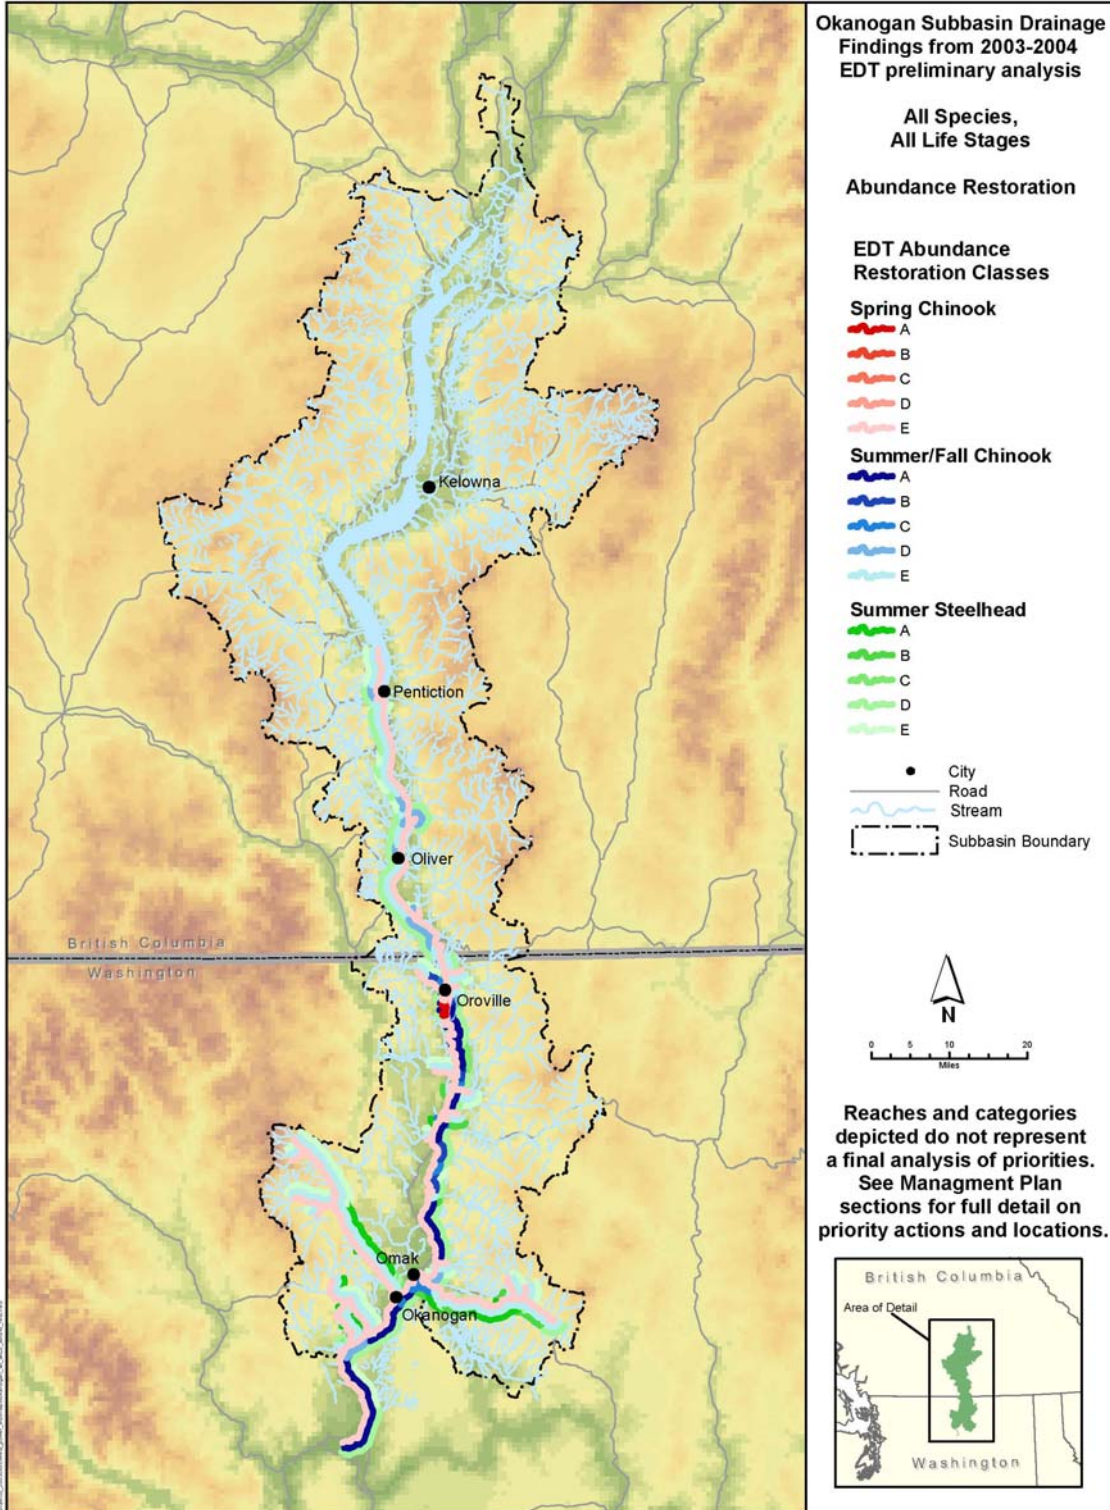 Okanogan Subbasin Drainage
Findings from 2003-2004
EDT preliminary analysis
All Species,
All Life Stages
Abundance Restoration
EDT Abundance
Restoration Classes
Spring Chinook
A
B
C
D
E
Summer/Fall Chinook
A
B
C
D
E
Summer Steelhead
A
B
C
D
E
City
Road
Stream
Subbasin Boundary
N
0 5 10 20
Miles
Reaches and categories
depicted do not represent
a final analysis of priorities.
See Managment Plan
sections for full detail on
priority actions and locations.
British Columbia
Area of Detail
Washington
Kelowna
Pentiction
Oliver
British Columbia
Washington
Oroville
Omak
Okanogan